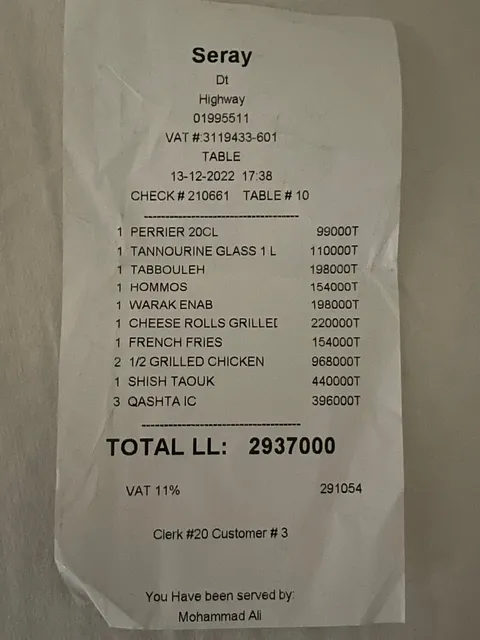 Seray
Dt
Highway
01995511
VAT #:3119433-601
TABLE
13-12-2022 17:38
CHECK # 210661 TABLE # 10
1 PERRIER 20CL 99000T
1 TANNOURINE GLASS 1 L 110000T
1 TABBOULEH 198000T
1 HOMMOS 154000T
1 WARAK ENAB 198000T
1 CHEESE ROLLS GRILLED 220000T
1 FRENCH FRIES 154000T
2 1/2 GRILLED CHICKEN 968000T
1 SHISH TAOUK 440000T
3 QASHTA IC 396000T
TOTAL LL: 2937000
VAT 11% 291054
Clerk #20 Customer # 3
You Have been served by:
Mohammad Ali